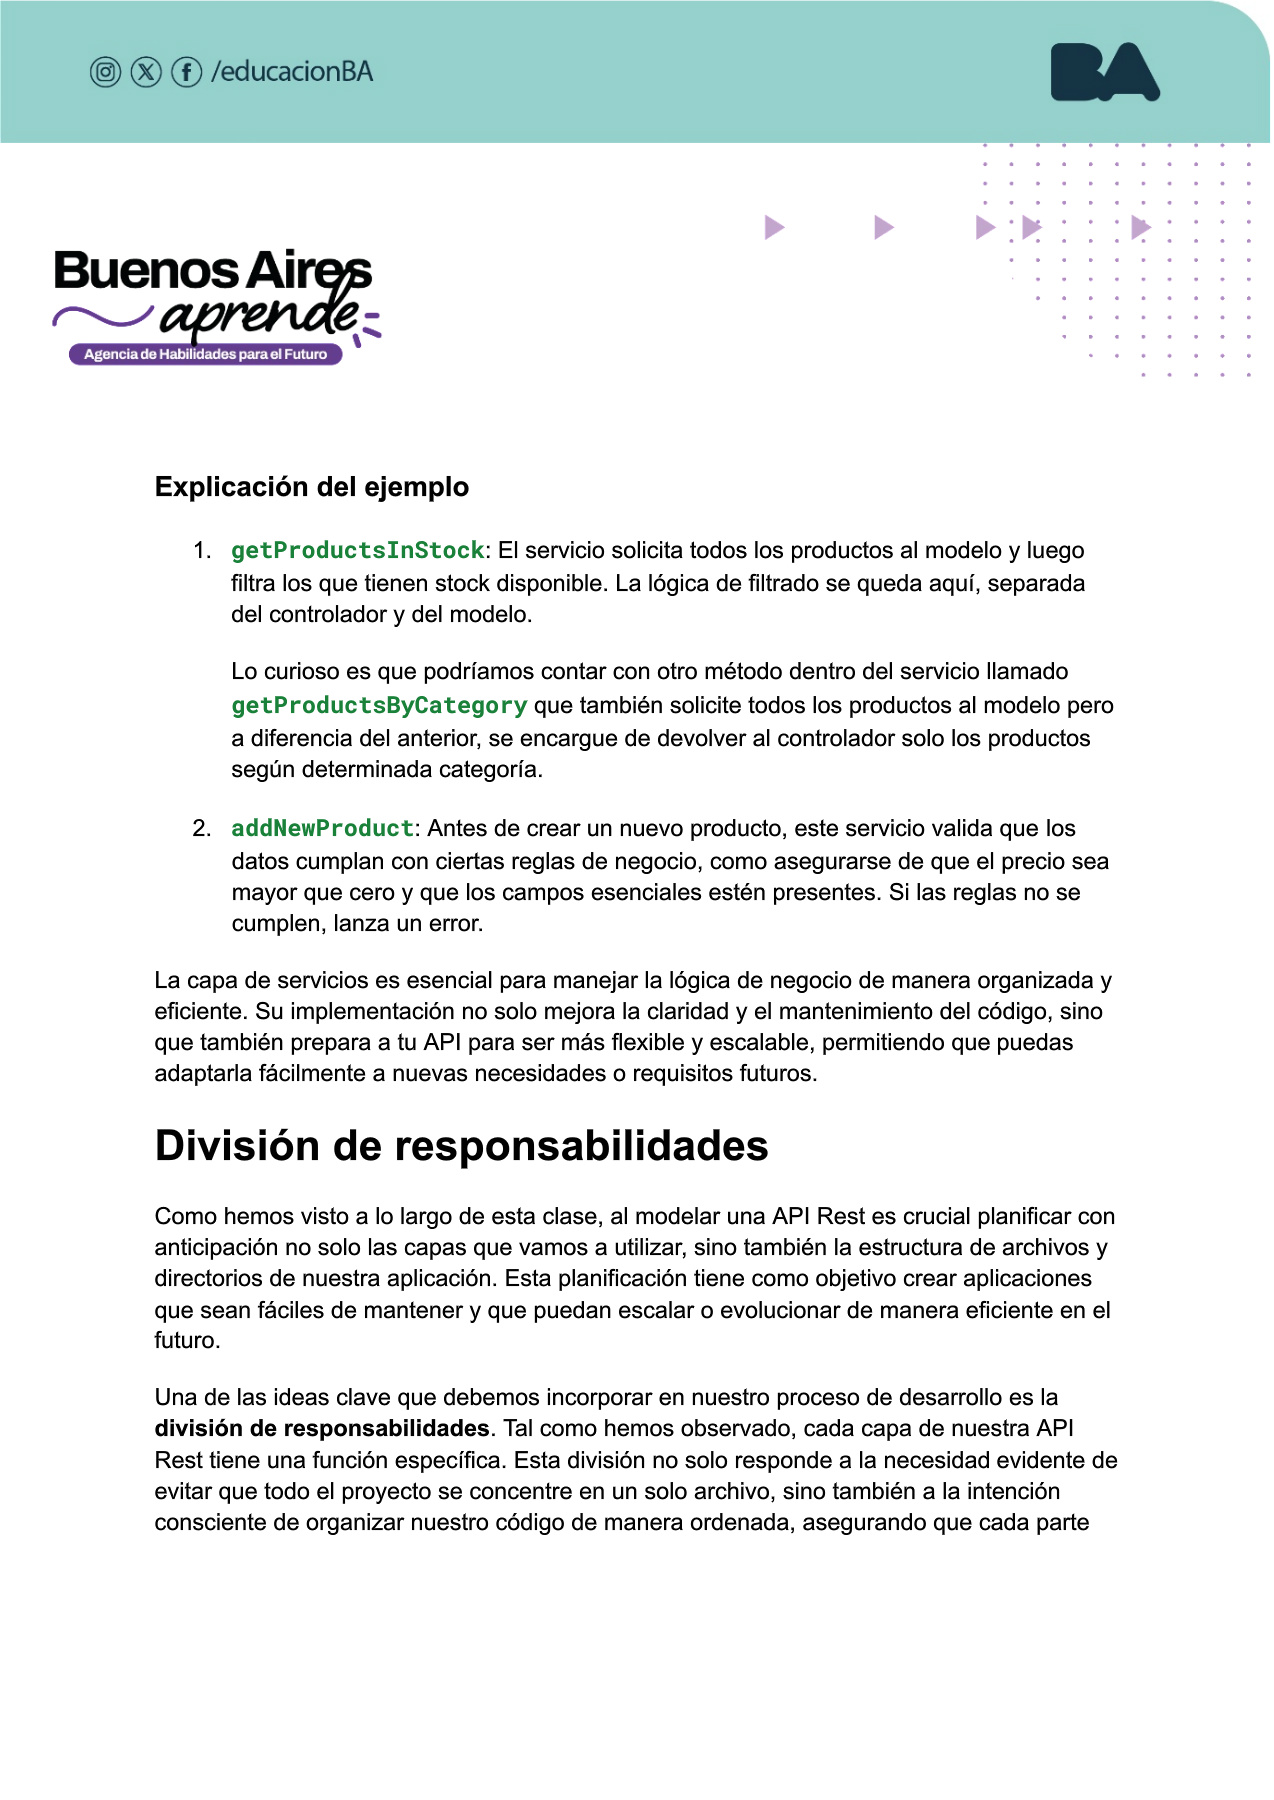 /educacionBA
BA
Buenos Aires
aprende
Agencia de Habilidades para el Futuro
Explicación del ejemplo
1. getProductsInStock: El servicio solicita todos los productos al modelo y luego
filtra los que tienen stock disponible. La lógica de filtrado se queda aquí, separada
del controlador y del modelo.
Lo curioso es que podríamos contar con otro método dentro del servicio llamado
getProductsByCategory que también solicite todos los productos al modelo pero
a diferencia del anterior, se encargue de devolver al controlador solo los productos
según determinada categoría.
2. addNewProduct: Antes de crear un nuevo producto, este servicio valida que los
datos cumplan con ciertas reglas de negocio, como asegurarse de que el precio sea
mayor que cero y que los campos esenciales estén presentes. Si las reglas no se
cumplen, lanza un error.
La capa de servicios es esencial para manejar la lógica de negocio de manera organizada y
eficiente. Su implementación no solo mejora la claridad y el mantenimiento del código, sino
que también prepara a tu API para ser más flexible y escalable, permitiendo que puedas
adaptarla fácilmente a nuevas necesidades o requisitos futuros.
División de responsabilidades
Como hemos visto a lo largo de esta clase, al modelar una API Rest es crucial planificar con
anticipación no solo las capas que vamos a utilizar, sino también la estructura de archivos y
directorios de nuestra aplicación. Esta planificación tiene como objetivo crear aplicaciones
que sean fáciles de mantener y que puedan escalar o evolucionar de manera eficiente en el
futuro.
Una de las ideas clave que debemos incorporar en nuestro proceso de desarrollo es la
división de responsabilidades. Tal como hemos observado, cada capa de nuestra API
Rest tiene una función específica. Esta división no solo responde a la necesidad evidente de
evitar que todo el proyecto se concentre en un solo archivo, sino también a la intención
consciente de organizar nuestro código de manera ordenada, asegurando que cada parte